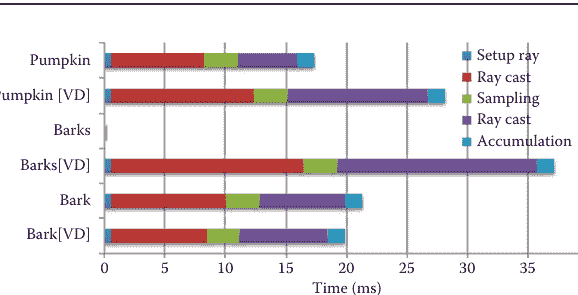 Pumpkin
Pumpkin [VD]
Barks
Barks[VD]
Bark
Bark[VD]
Setup ray
Ray cast
Sampling
Ray cast
Accumulation
0 5 10 15 20 25 30 35
Time (ms)